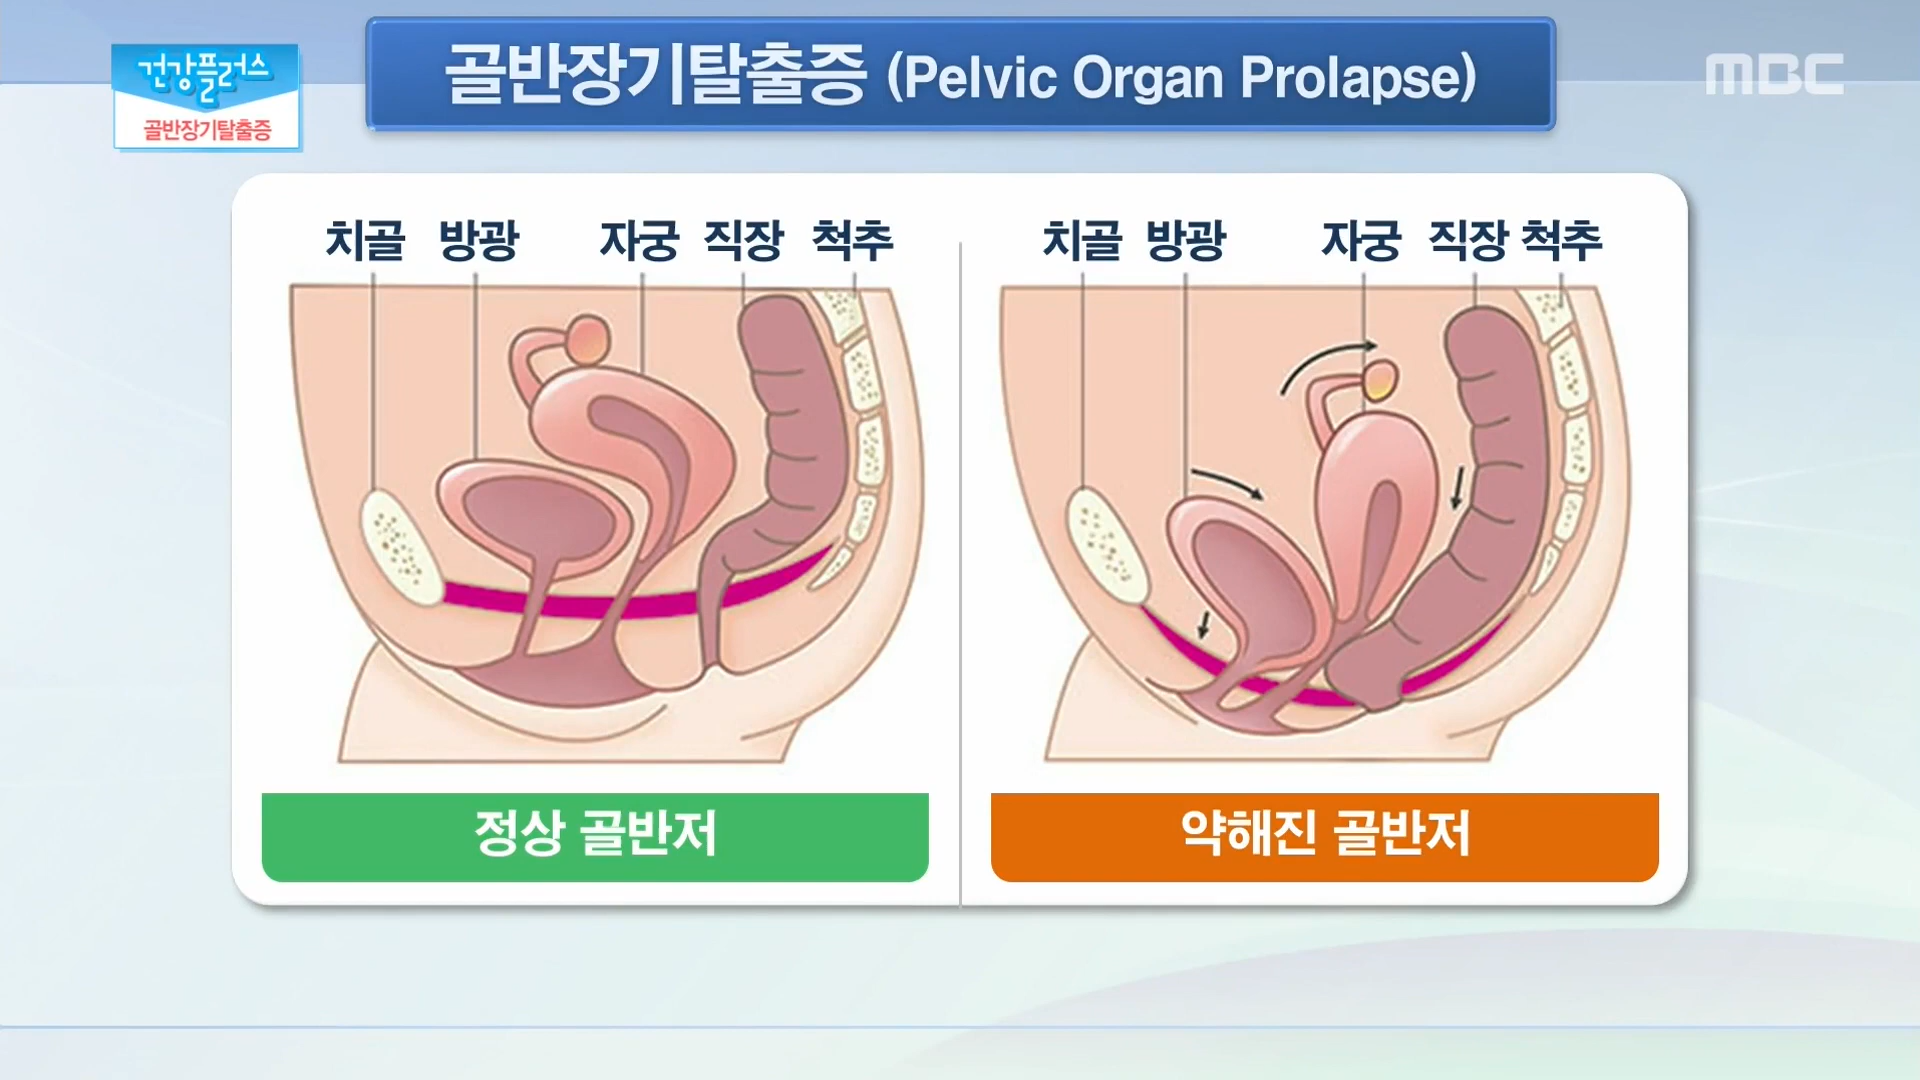 건강플러스
골반장기탈출증
골반장기탈출증 (Pelvic Organ Prolapse)
MBC
치골 방광 자궁 직장 척추
정상 골반저
치골 방광 자궁 직장 척추
약해진 골반저